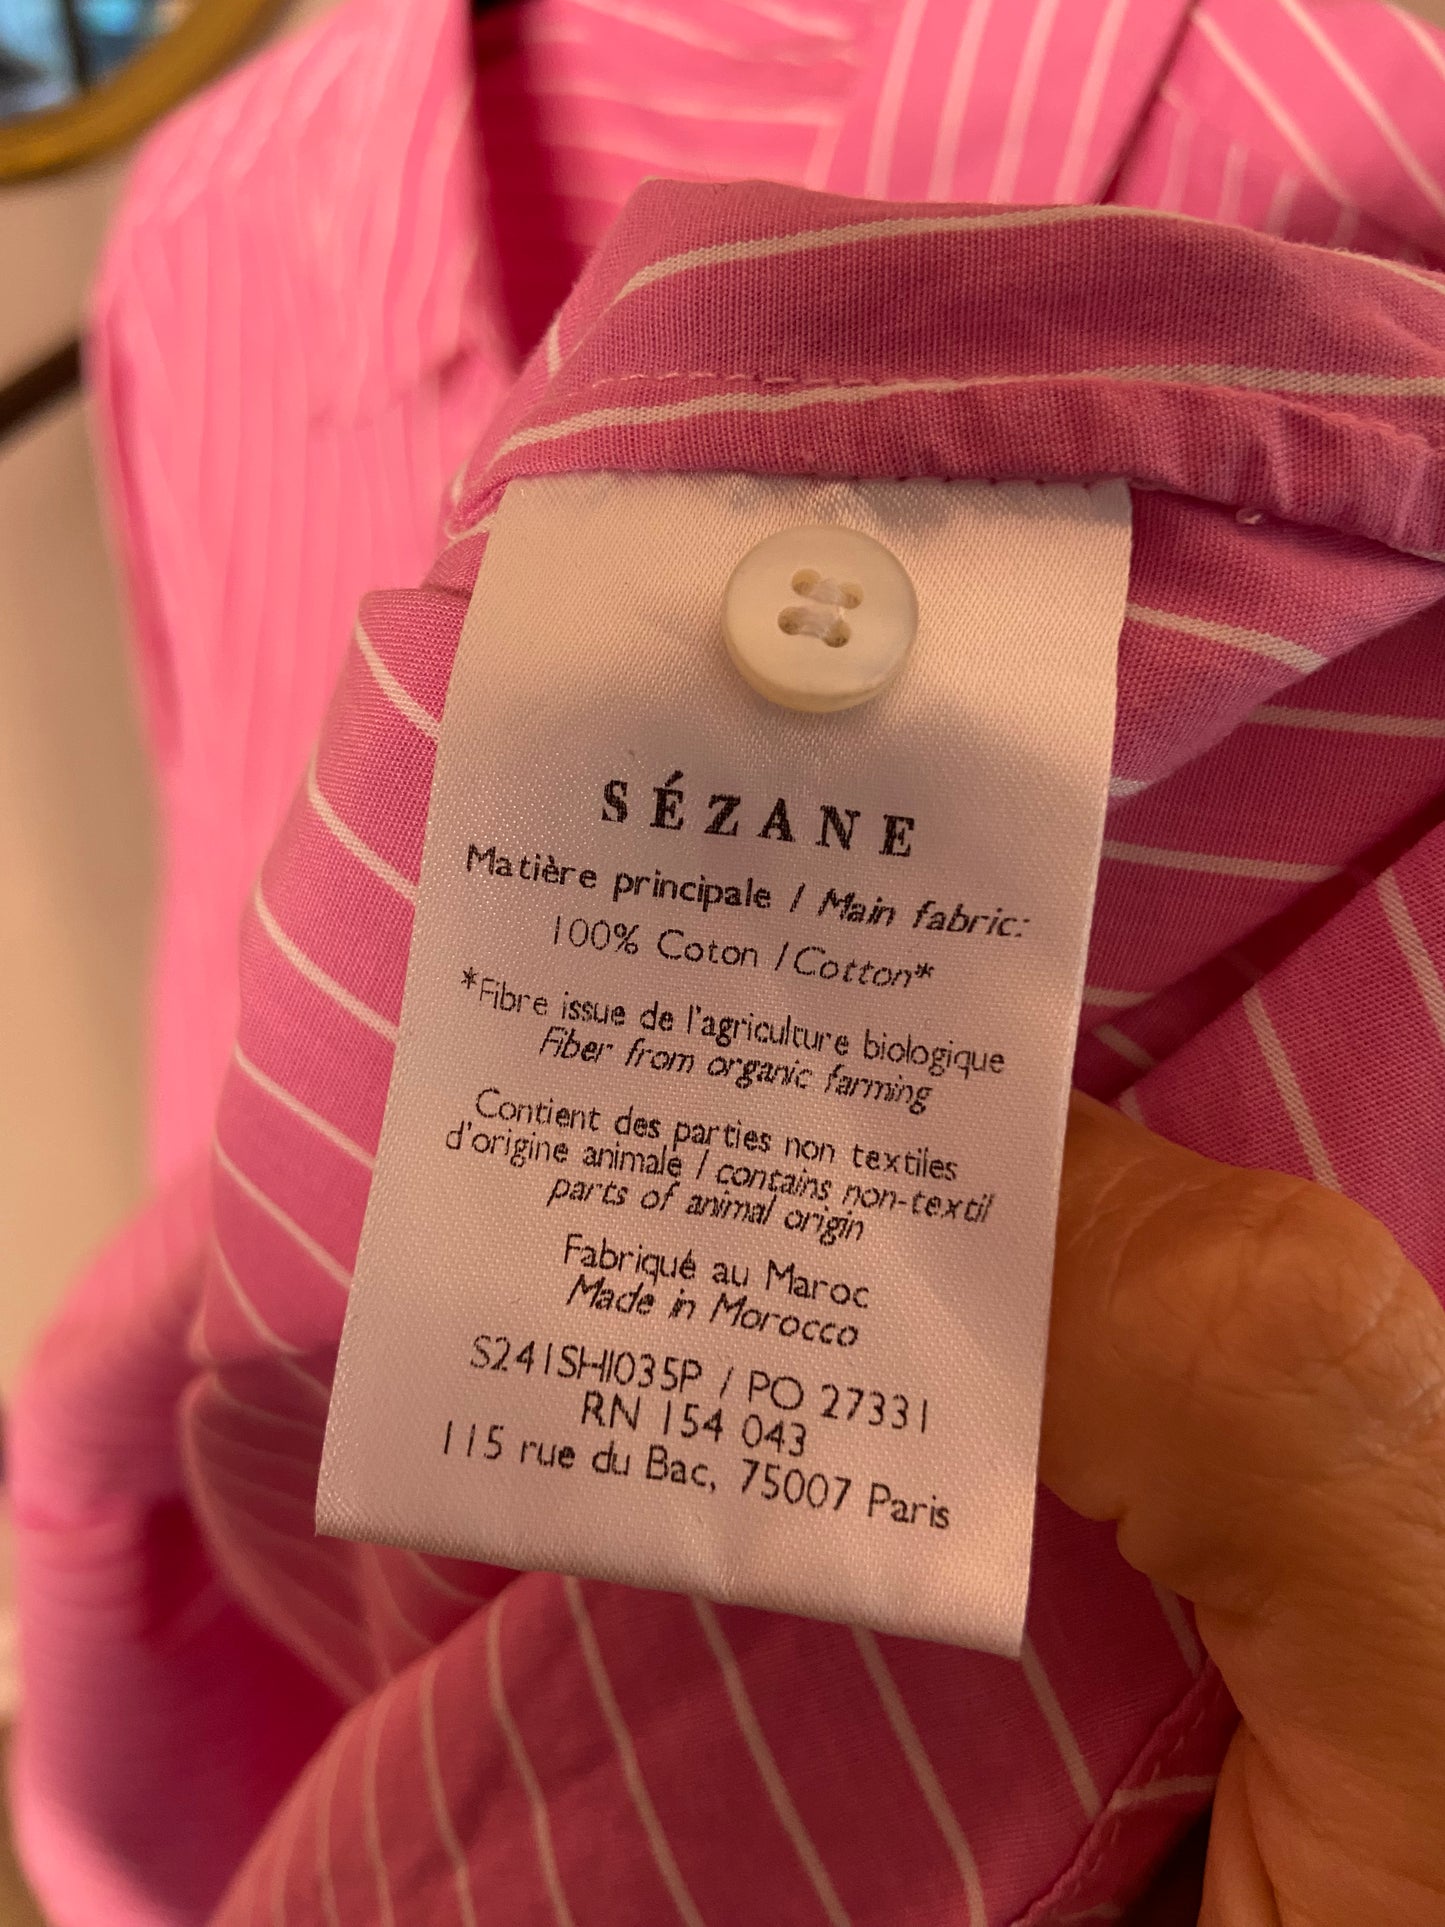 SÉZANE
Matière principale / Main fabric:
100% Coton / Cotton*
*Fibre issue de l'agriculture biologique
Fiber from organic farming
Contient des parties non textiles
d'origine animale / contains non-textil
parts of animal origin
Fabriqué au Maroc
Made in Morocco
S241SHI035P / PO 27331
RN 154 043
115 rue du Bac, 75007 Paris